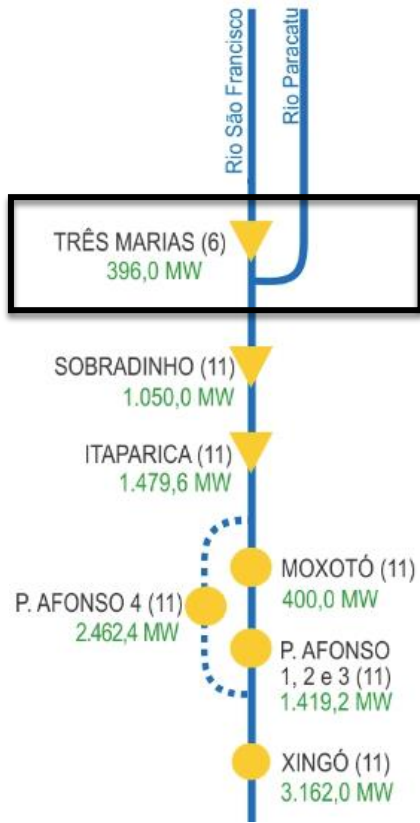 Rio São Francisco
Rio Paracatu
TRÊS MARIAS (6)
396,0 MW
SOBRADINHO (11)
1.050,0 MW
ITAPARICA (11)
1.479,6 MW
MOXOTÓ (11)
400,0 MW
P. AFONSO 4 (11)
2.462,4 MW
P. AFONSO
1, 2 e 3 (11)
1.419,2 MW
XINGÓ (11)
3.162,0 MW